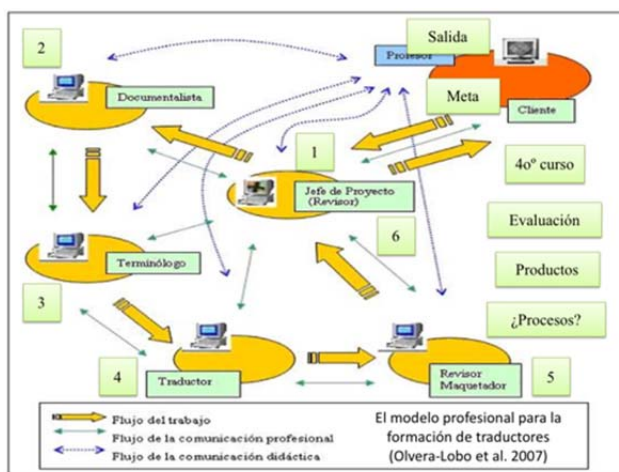 2
Salida
Profesor
Documentalista
Meta
Cliente
1
4oº curso
Jefe de Proyecto
(Revisor)
Evaluación
6
Terminólogo
Productos
3
¿Procesos?
4
Traductor
Revisor
Maquetador
5
Flujo del trabajo
Flujo de la comunicación profesional
Flujo de la comunicación didáctica
El modelo profesional para la
formación de traductores
(Olvera-Lobo et al. 2007)